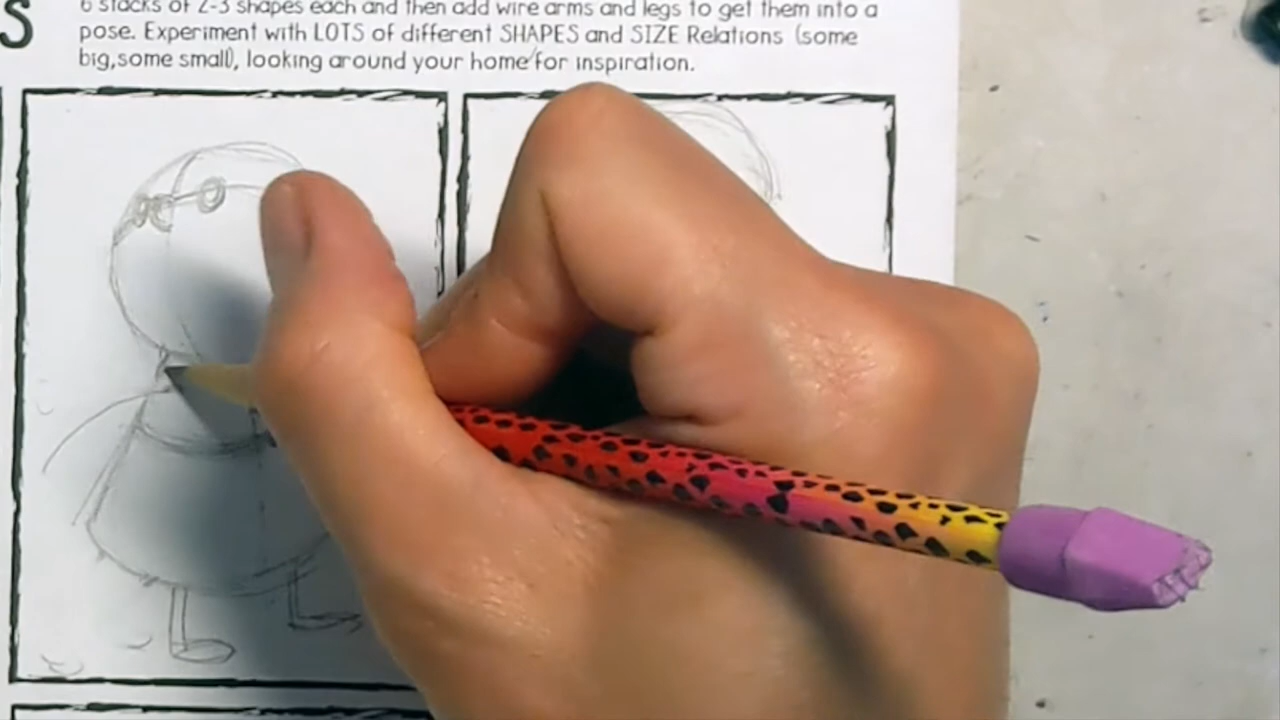 S
6 stacks of 2-3 shapes each and then add wire arms and legs to get them into a
pose. Experiment with LOTS of different SHAPES and SIZE Relations (some
big,some small), looking around your home for inspiration.